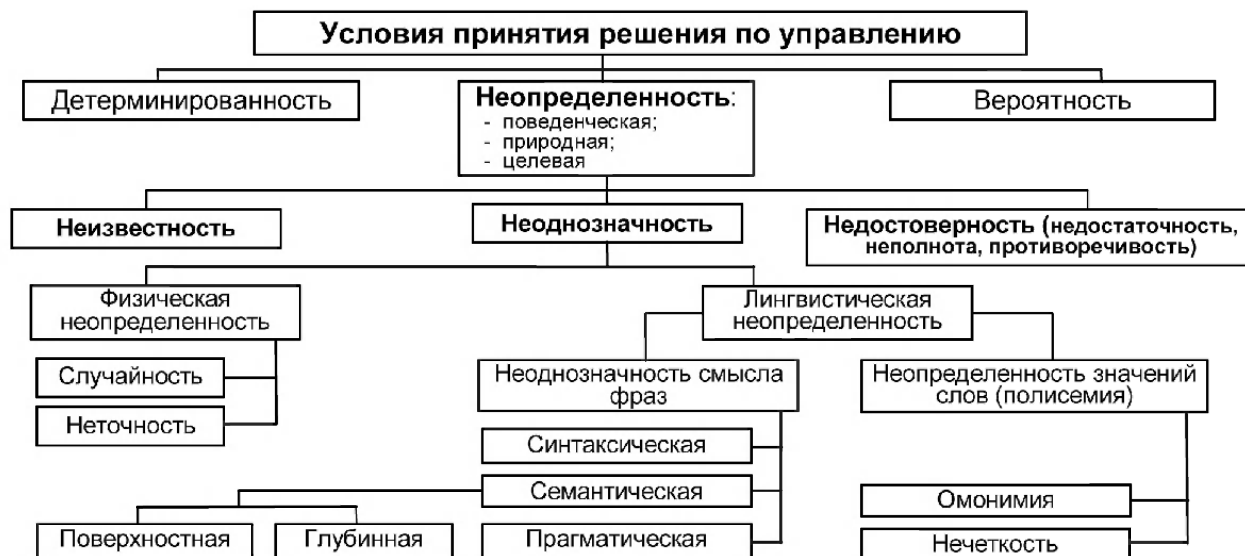 Условия принятия решения по управлению
Детерминированность
Неопределенность:
- поведенческая;
- природная;
- целевая
Вероятность
Неизвестность
Неоднозначность
Недостоверность (недостаточность,
неполнота, противоречивость)
Физическая
неопределенность
Лингвистическая
неопределенность
Случайность
Неточность
Неоднозначность смысла
фраз
Неопределенность значений
слов (полисемия)
Синтаксическая
Семантическая
Прагматическая
Поверхностная
Глубинная
Омонимия
Нечеткость